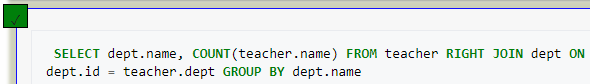 ✓
SELECT dept.name, COUNT(teacher.name) FROM teacher RIGHT JOIN dept ON
dept.id = teacher.dept GROUP BY dept.name